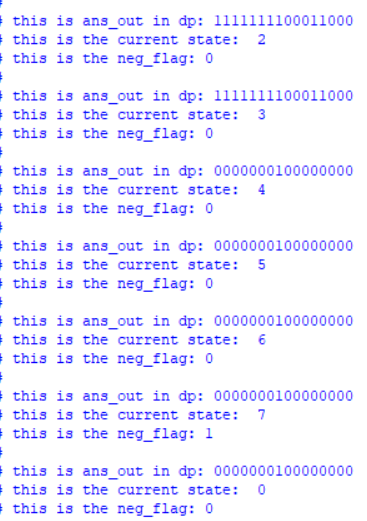 #
# this is ans_out in dp: 1111111100011000
# this is the current state:  2
# this is the neg_flag: 0
#
# this is ans_out in dp: 1111111100011000
# this is the current state:  3
# this is the neg_flag: 0
#
# this is ans_out in dp: 0000000100000000
# this is the current state:  4
# this is the neg_flag: 0
#
# this is ans_out in dp: 0000000100000000
# this is the current state:  5
# this is the neg_flag: 0
#
# this is ans_out in dp: 0000000100000000
# this is the current state:  6
# this is the neg_flag: 0
#
# this is ans_out in dp: 0000000100000000
# this is the current state:  7
# this is the neg_flag: 1
#
# this is ans_out in dp: 0000000100000000
# this is the current state:  0
# this is the neg_flag: 0